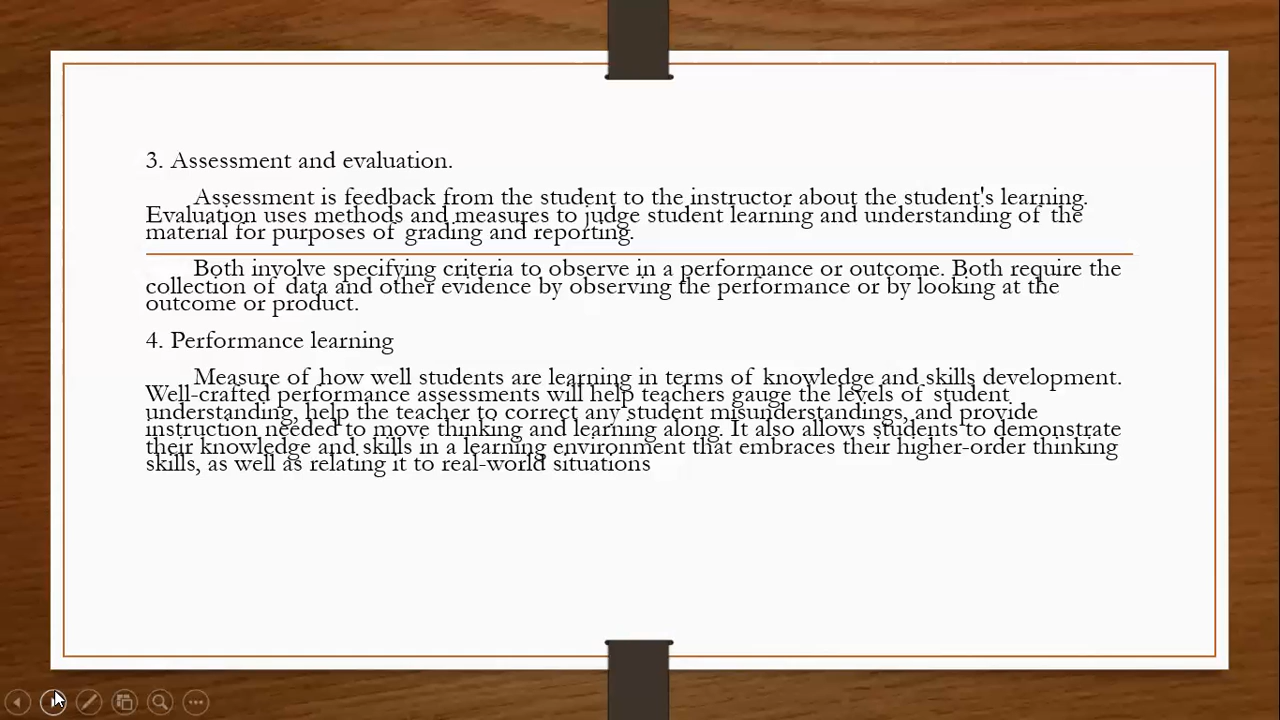 3. Assessment and evaluation.
Assessment is feedback from the student to the instructor about the student's learning.
Evaluation uses methods and measures to judge student learning and understanding of the
material for purposes of grading and reporting.
Both involve specifying criteria to observe in a performance or outcome. Both require the
collection of data and other evidence by observing the performance or by looking at the
outcome or product.
4. Performance learning
Measure of how well students are learning in terms of knowledge and skills development.
Well-crafted performance assessments will help teachers gauge the levels of student
understanding, help the teacher to correct any student misunderstandings, and provide
instruction needed to move thinking and learning along. It also allows students to demonstrate
their knowledge and skills in a learning environment that embraces their higher-order thinking
skills, as well as relating it to real-world situations